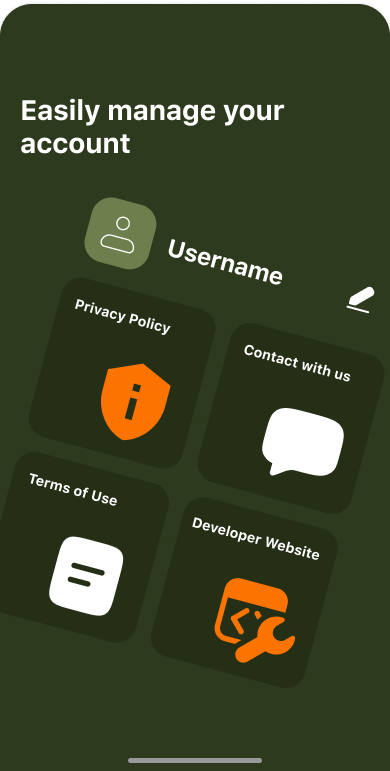 Easily manage your
account
Username
Privacy Policy
Contact with us
Terms of Use
Developer Website